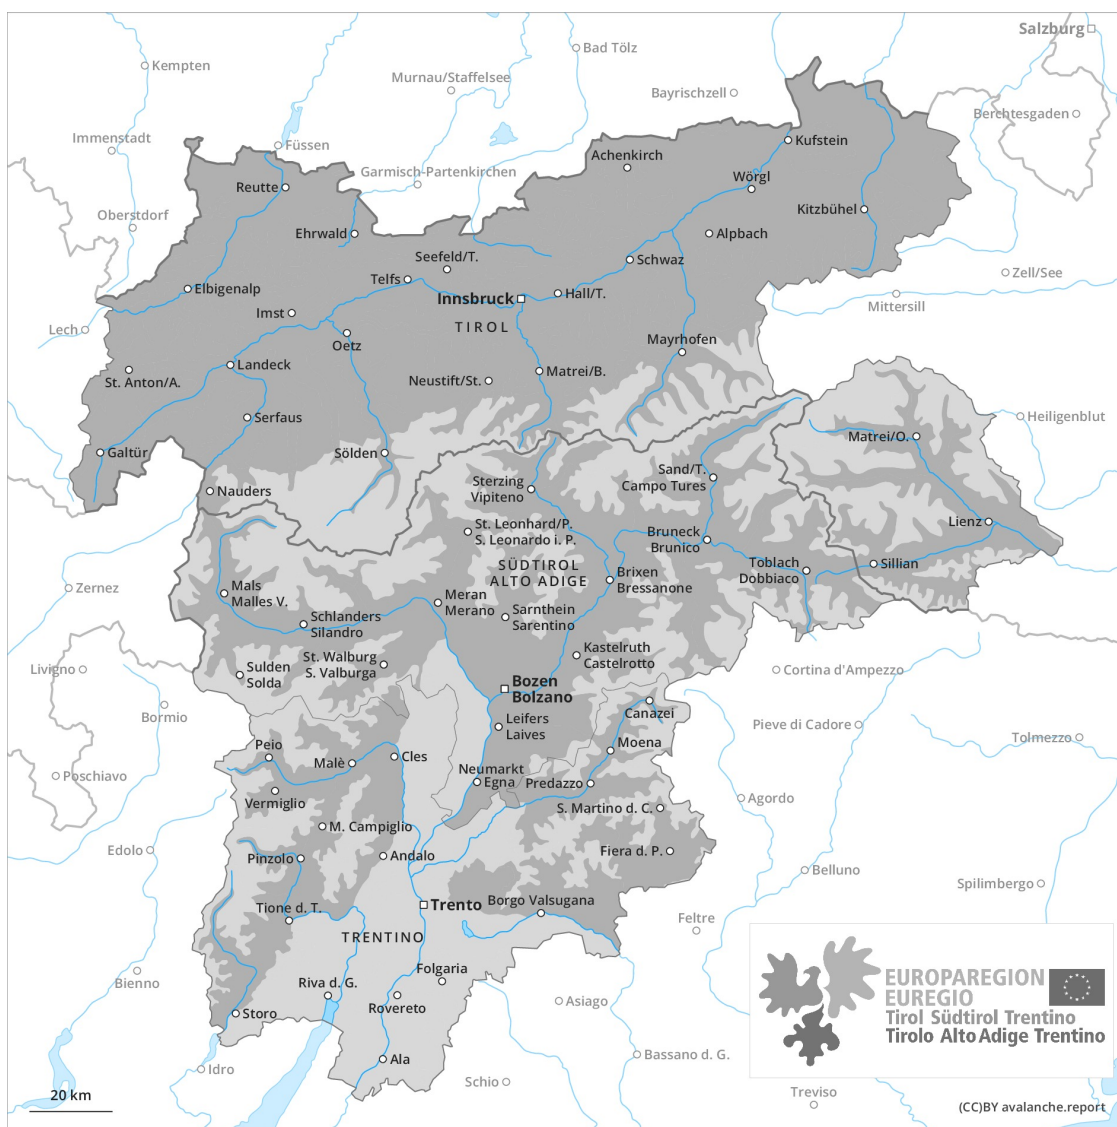 Salzburg
Bad Tölz
Kempten
Murnau/Staffelsee
Bayrischzell
Berchtesgaden
Immenstadt
Füssen
Kufstein
Achenkirch
Garmisch-Partenkirchen
Wörgl
Reutte
Oberstdorf
Kitzbühel
Ehrwald
Alpbach
Seefeld/T.
Schwaz
Zell/See
Telfs
Elbigenalp
Hall/T.
Innsbruck
Mittersill
Imst
TIROL
Lech
Oetz
Mayrhofen
Landeck
Matrei/B.
St. Anton/A.
Neustift/St.
Serfaus
Heiligenblut
Matrei/O.
Galtür
Sölden
Sand/T.
Campo Tures
Sterzing
Vipiteno
Nauders
Lienz
St. Leonhard/P.
S. Leonardo i. P.
Bruneck
Brunico
SÜDTIROL
ALTO ADIGE
Toblach
Dobbiaco
Sillian
Brixen
Bressanone
Zernez
Mals
Malles V.
Meran
Merano
Sarnthein
Sarentino
Schlanders
Silandro
Kastelruth
Castelrotto
St. Walburg
S. Valburga
Livigno
Sulden
Solda
Cortina d'Ampezzo
Bozen
Bolzano
Bormio
Canazei
Leifers
Laives
Pieve di Cadore
Tolmezzo
Moena
Peio
Cles
Malè
Poschiavo
Neumarkt
Egna
Predazzo
Vermiglio
Agordo
S. Martino d. C.
M. Campiglio
Edolo
Pinzolo
Andalo
Fiera d. P.
Belluno
Spilimbergo
Borgo Valsugana
Trento
Tione d. T.
Feltre
TRENTINO
Folgaria
Bienno
Riva d. G.
Rovereto
Asiago
Storo
EUROPAREGION
EUREGIO
Tirol Südtirol Trentino
Tirolo Alto Adige Trentino
Ala
Bassano d. G.
Idro
Schio
Treviso
20 km
(CC)BY avalanche.report